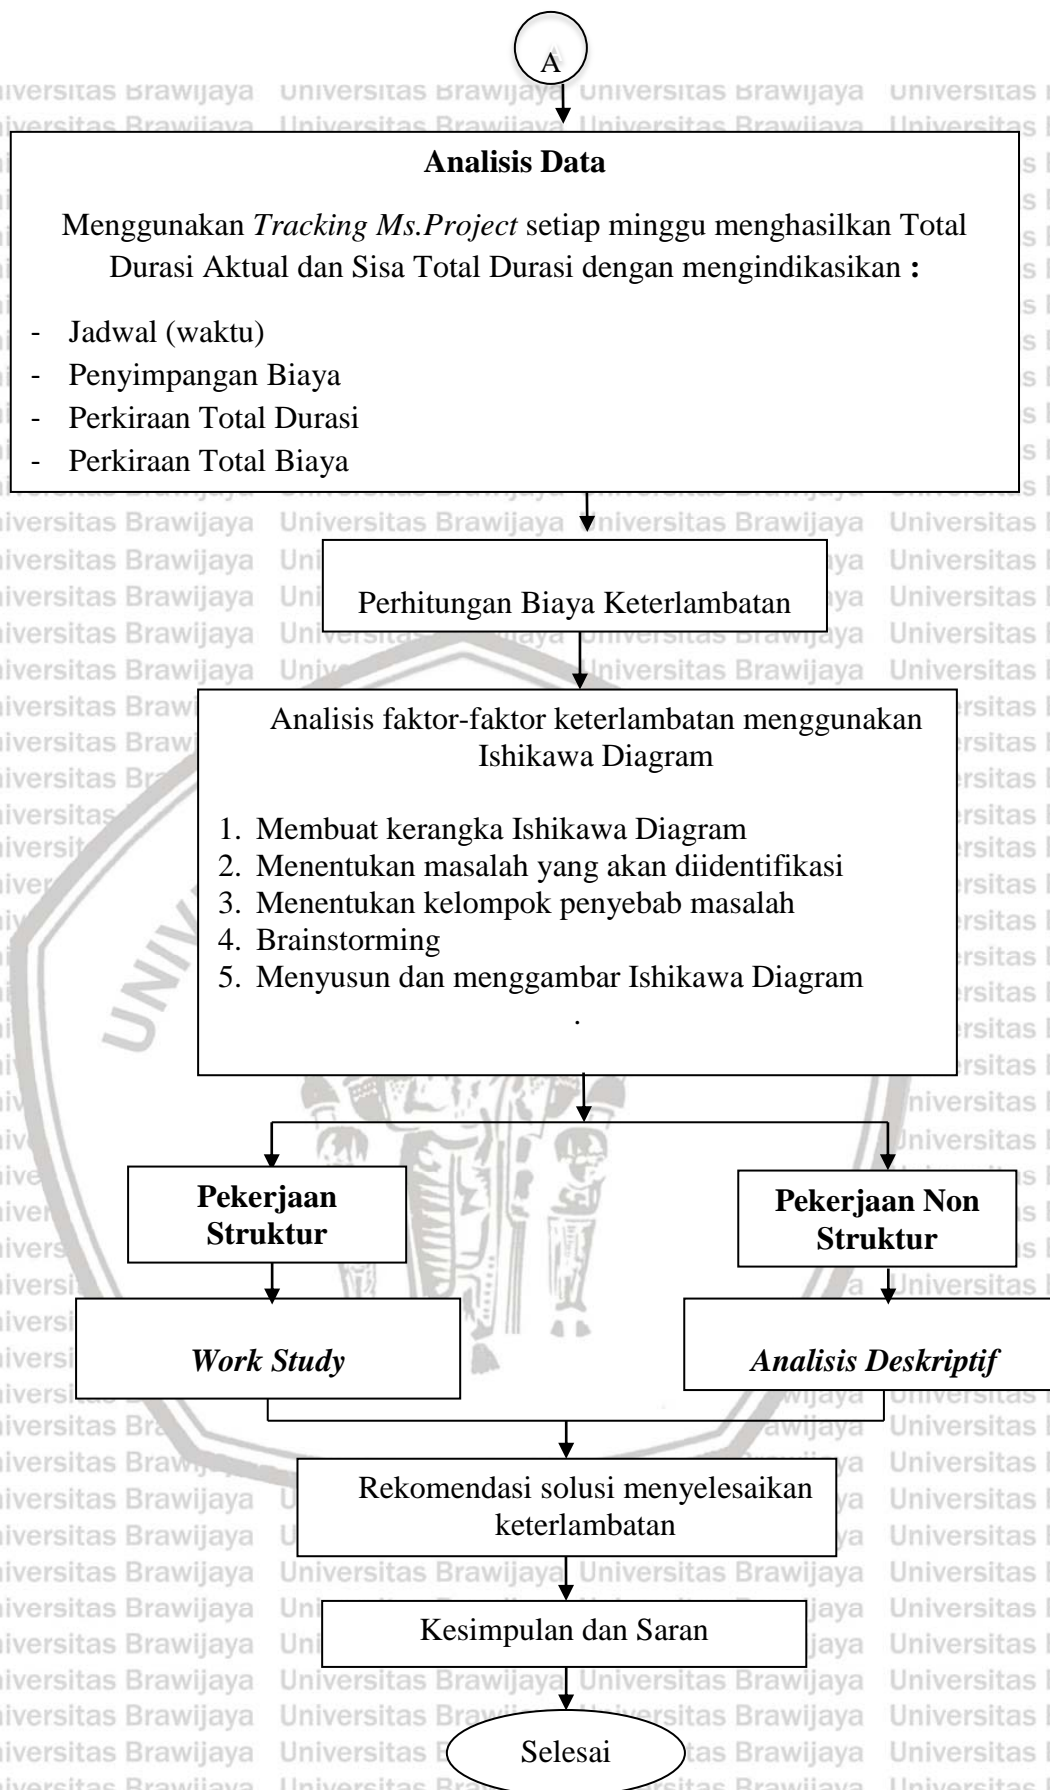 A
Analisis Data
Menggunakan Tracking Ms.Project setiap minggu menghasilkan Total
Durasi Aktual dan Sisa Total Durasi dengan mengindikasikan :
- Jadwal (waktu)
- Penyimpangan Biaya
- Perkiraan Total Durasi
- Perkiraan Total Biaya
Perhitungan Biaya Keterlambatan
Analisis faktor-faktor keterlambatan menggunakan
Ishikawa Diagram
1. Membuat kerangka Ishikawa Diagram
2. Menentukan masalah yang akan diidentifikasi
3. Menentukan kelompok penyebab masalah
4. Brainstorming
5. Menyusun dan menggambar Ishikawa Diagram
.
Pekerjaan
Struktur
Pekerjaan Non
Struktur
Work Study
Analisis Deskriptif
Rekomendasi solusi menyelesaikan
keterlambatan
Kesimpulan dan Saran
Selesai